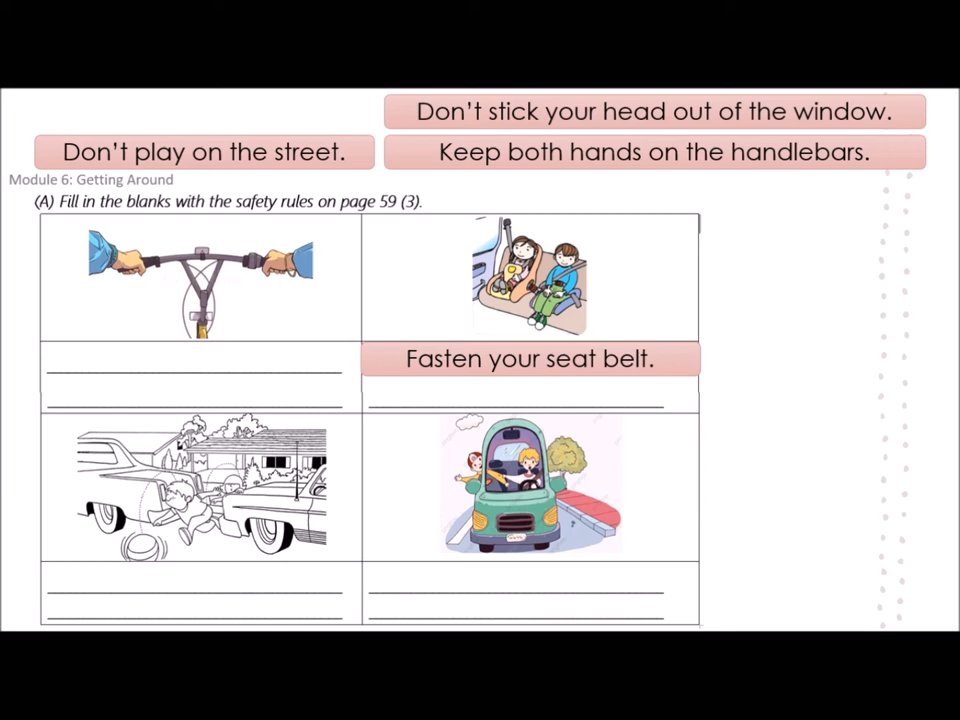 Don't stick your head out of the window.
Don't play on the street.
Keep both hands on the handlebars.
Module 6: Getting Around
(A) Fill in the blanks with the safety rules on page 59 (3).
Fasten your seat belt.